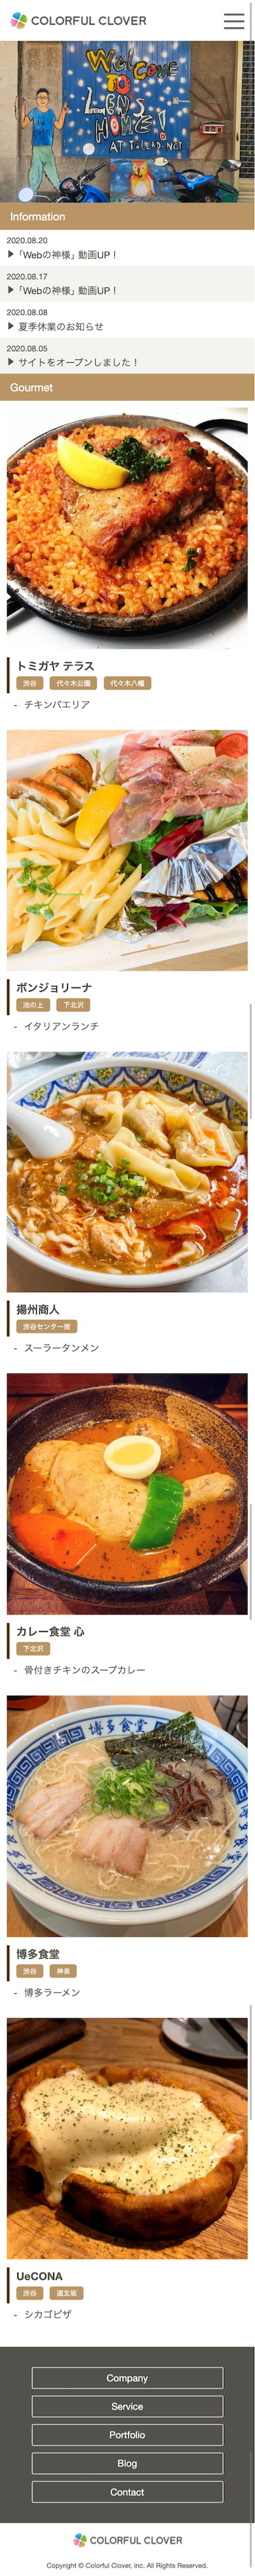 COLORFUL CLOVER
WELCOME
TO
LEN
HOME!
AT TALLAD-NOI
Information
2020.08.20
▶「Webの神様」動画UP！
2020.08.17
▶「Webの神様」動画UP！
2020.08.08
▶ 夏季休業のお知らせ
2020.08.05
▶ サイトをオープンしました！
Gourmet
トミガヤ テラス
渋谷 代々木公園 代々木八幡
- チキンパエリア
ボンジョリーナ
池の上 下北沢
- イタリアンランチ
揚州商人
渋谷センター街
- スーラータンメン
カレー食堂 心
下北沢
- 骨付きチキンのスープカレー
博多食堂
博多食堂
渋谷 神泉
- 博多ラーメン
UeCONA
渋谷 道玄坂
- シカゴピザ
Company
Service
Portfolio
Blog
Contact
COLORFUL CLOVER
Copyright © Colorful Clover, inc. All Rights Reserved.